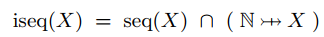 iseq(X) = seq(X) ∩ ( ℕ ⤔ X )